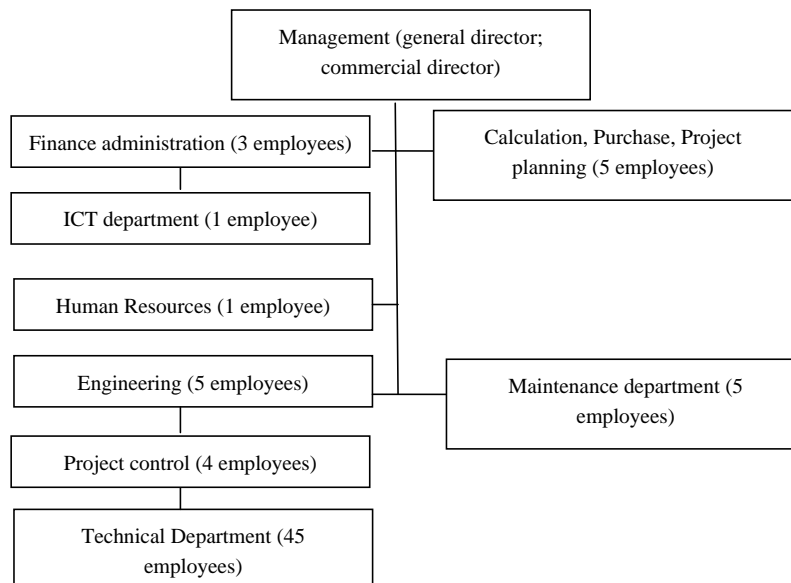 Management (general director;
commercial director)
Finance administration (3 employees)
Calculation, Purchase, Project
planning (5 employees)
ICT department (1 employee)
Human Resources (1 employee)
Engineering (5 employees)
Maintenance department (5
employees)
Project control (4 employees)
Technical Department (45
employees)